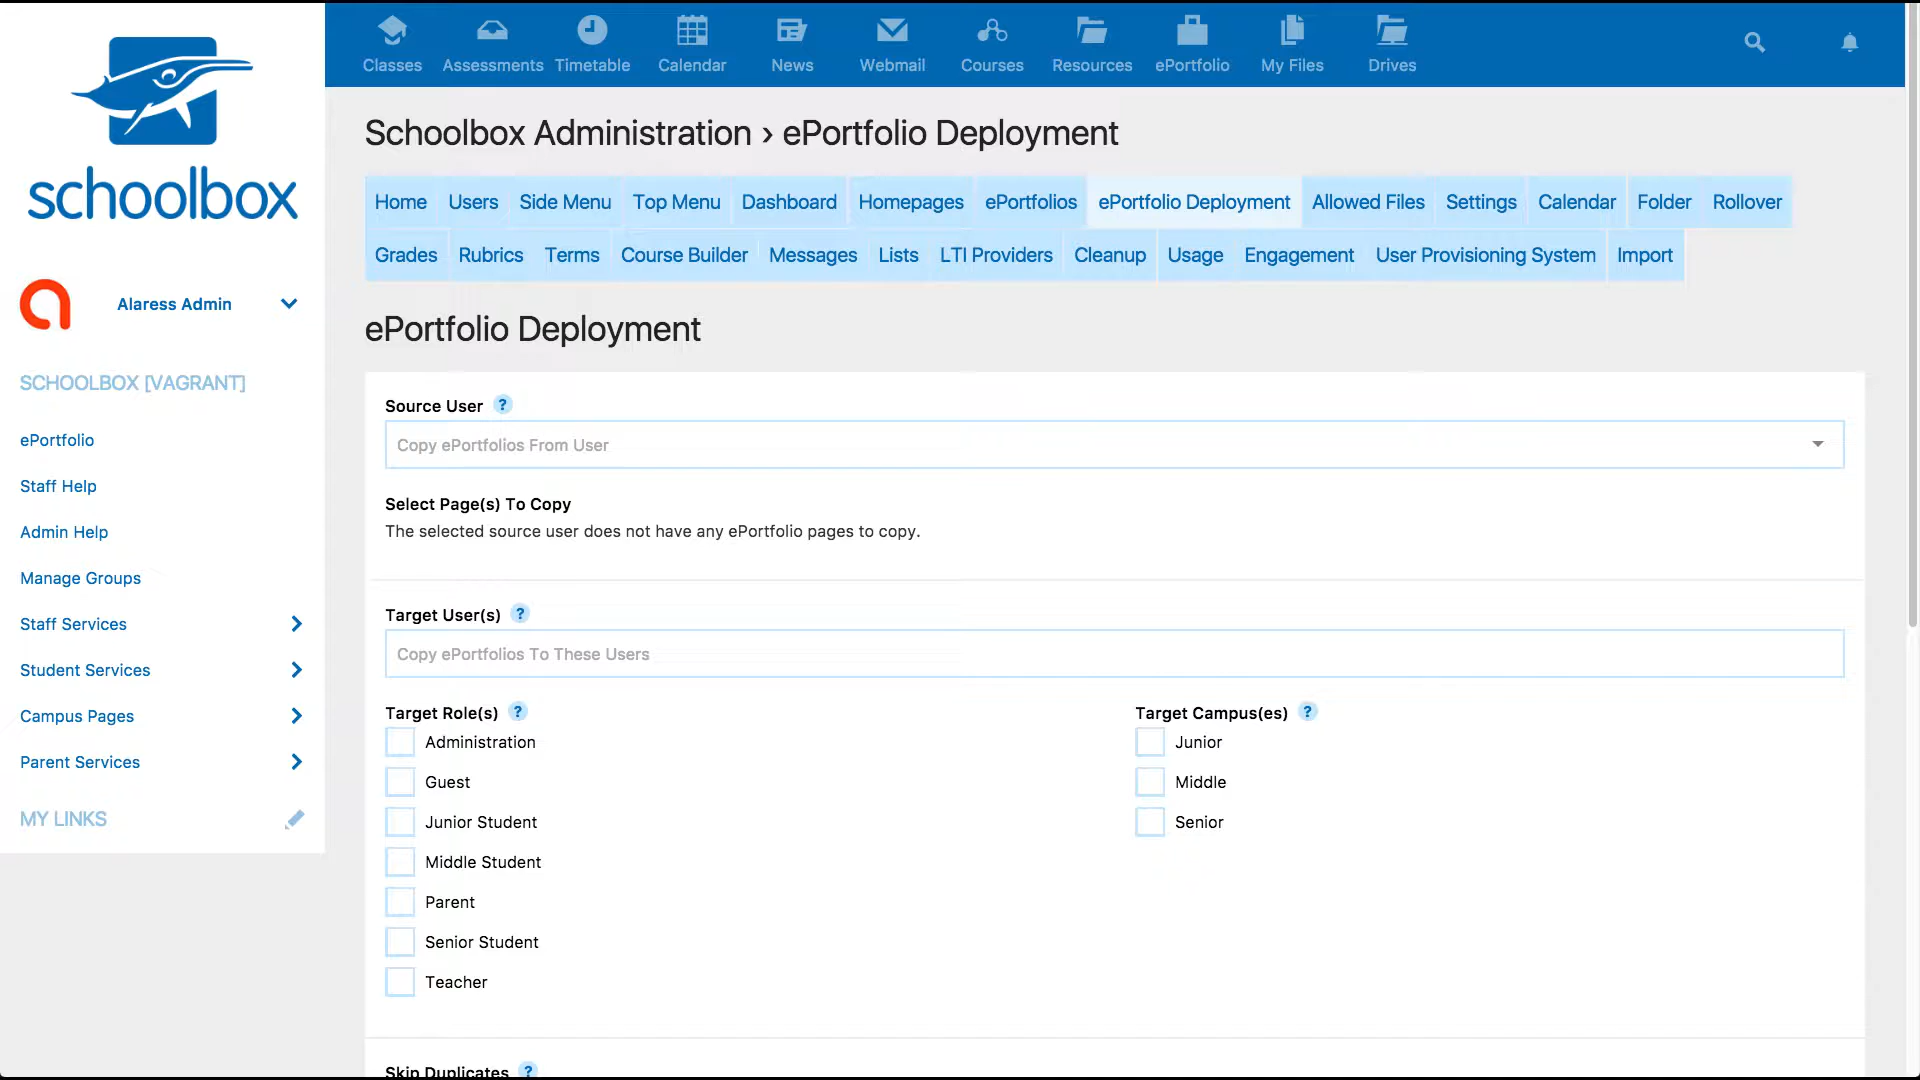 schoolbox
Alaress Admin
SCHOOLBOX [VAGRANT]
ePortfolio
Staff Help
Admin Help
Manage Groups
Staff Services
Student Services
Campus Pages
Parent Services
MY LINKS
Classes Assessments Timetable Calendar News Webmail Courses Resources ePortfolio My Files Drives
Schoolbox Administration › ePortfolio Deployment
Home Users Side Menu Top Menu Dashboard Homepages ePortfolios ePortfolio Deployment Allowed Files Settings Calendar Folder Rollover
Grades Rubrics Terms Course Builder Messages Lists LTI Providers Cleanup Usage Engagement User Provisioning System Import
ePortfolio Deployment
Source User ?
Copy ePortfolios From User
Select Page(s) To Copy
The selected source user does not have any ePortfolio pages to copy.
Target User(s) ?
Copy ePortfolios To These Users
Target Role(s) ?
Administration
Guest
Junior Student
Middle Student
Parent
Senior Student
Teacher
Target Campus(es) ?
Junior
Middle
Senior
Skip Duplicates ?